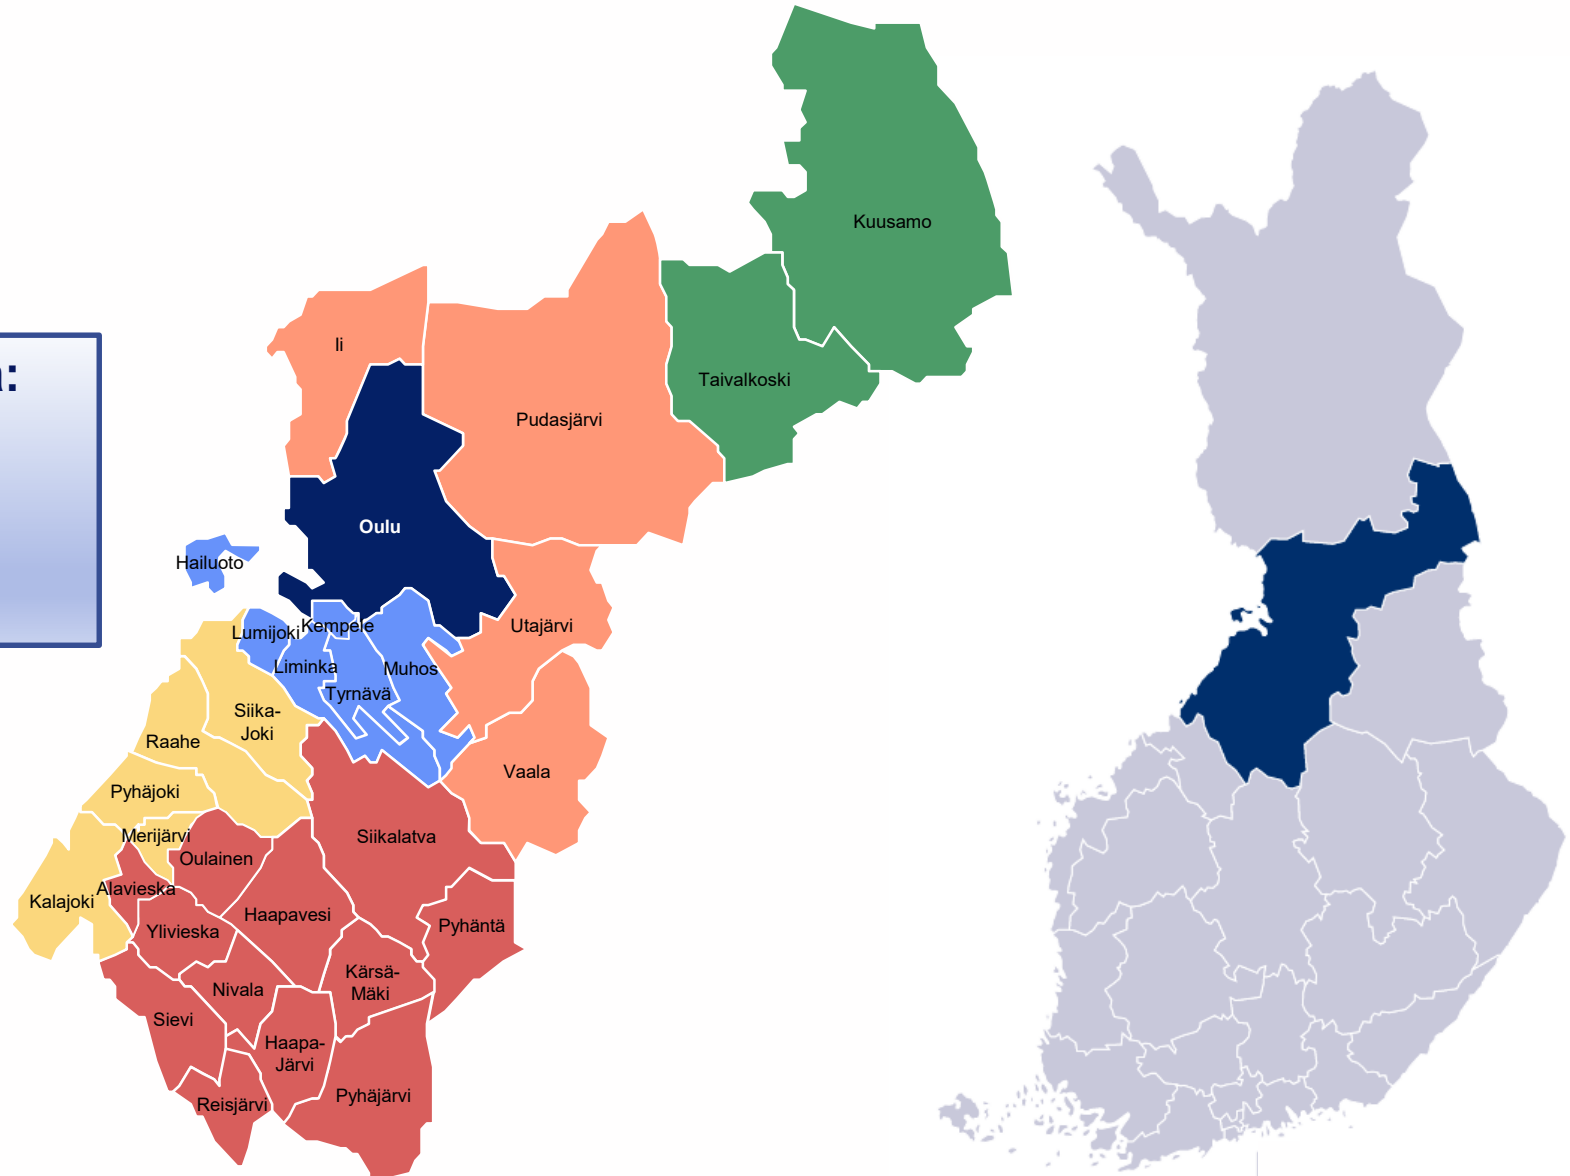 Kuusamo
Ii
Taivalkoski
Pudasjärvi
Oulu
Hailuoto
Lumijoki
Kempele
Utajärvi
Liminka
Muhos
Tyrnävä
Siika-
Joki
Raahe
Vaala
Pyhäjoki
Merijärvi
Siikalatva
Oulainen
Alavieska
Kalajoki
Haapavesi
Ylivieska
Pyhäntä
Kärsä-
Mäki
Nivala
Sievi
Haapa-
Järvi
Reisjärvi
Pyhäjärvi